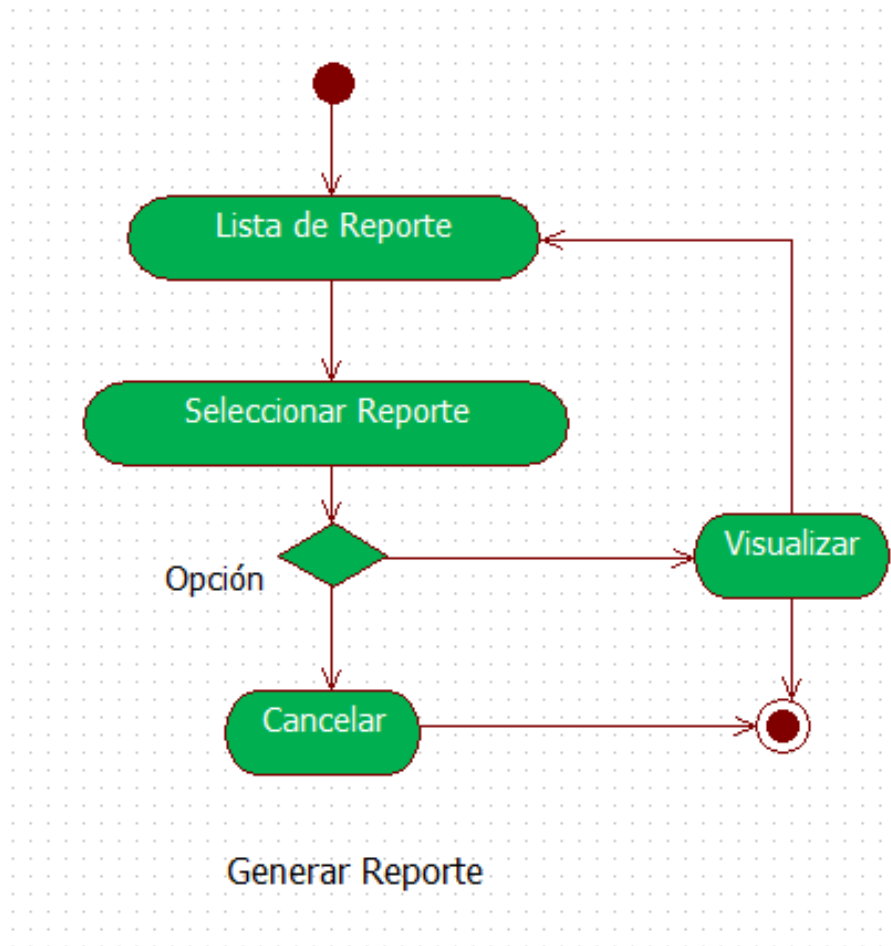 Lista de Reporte
Seleccionar Reporte
Opción
Visualizar
Cancelar
Generar Reporte